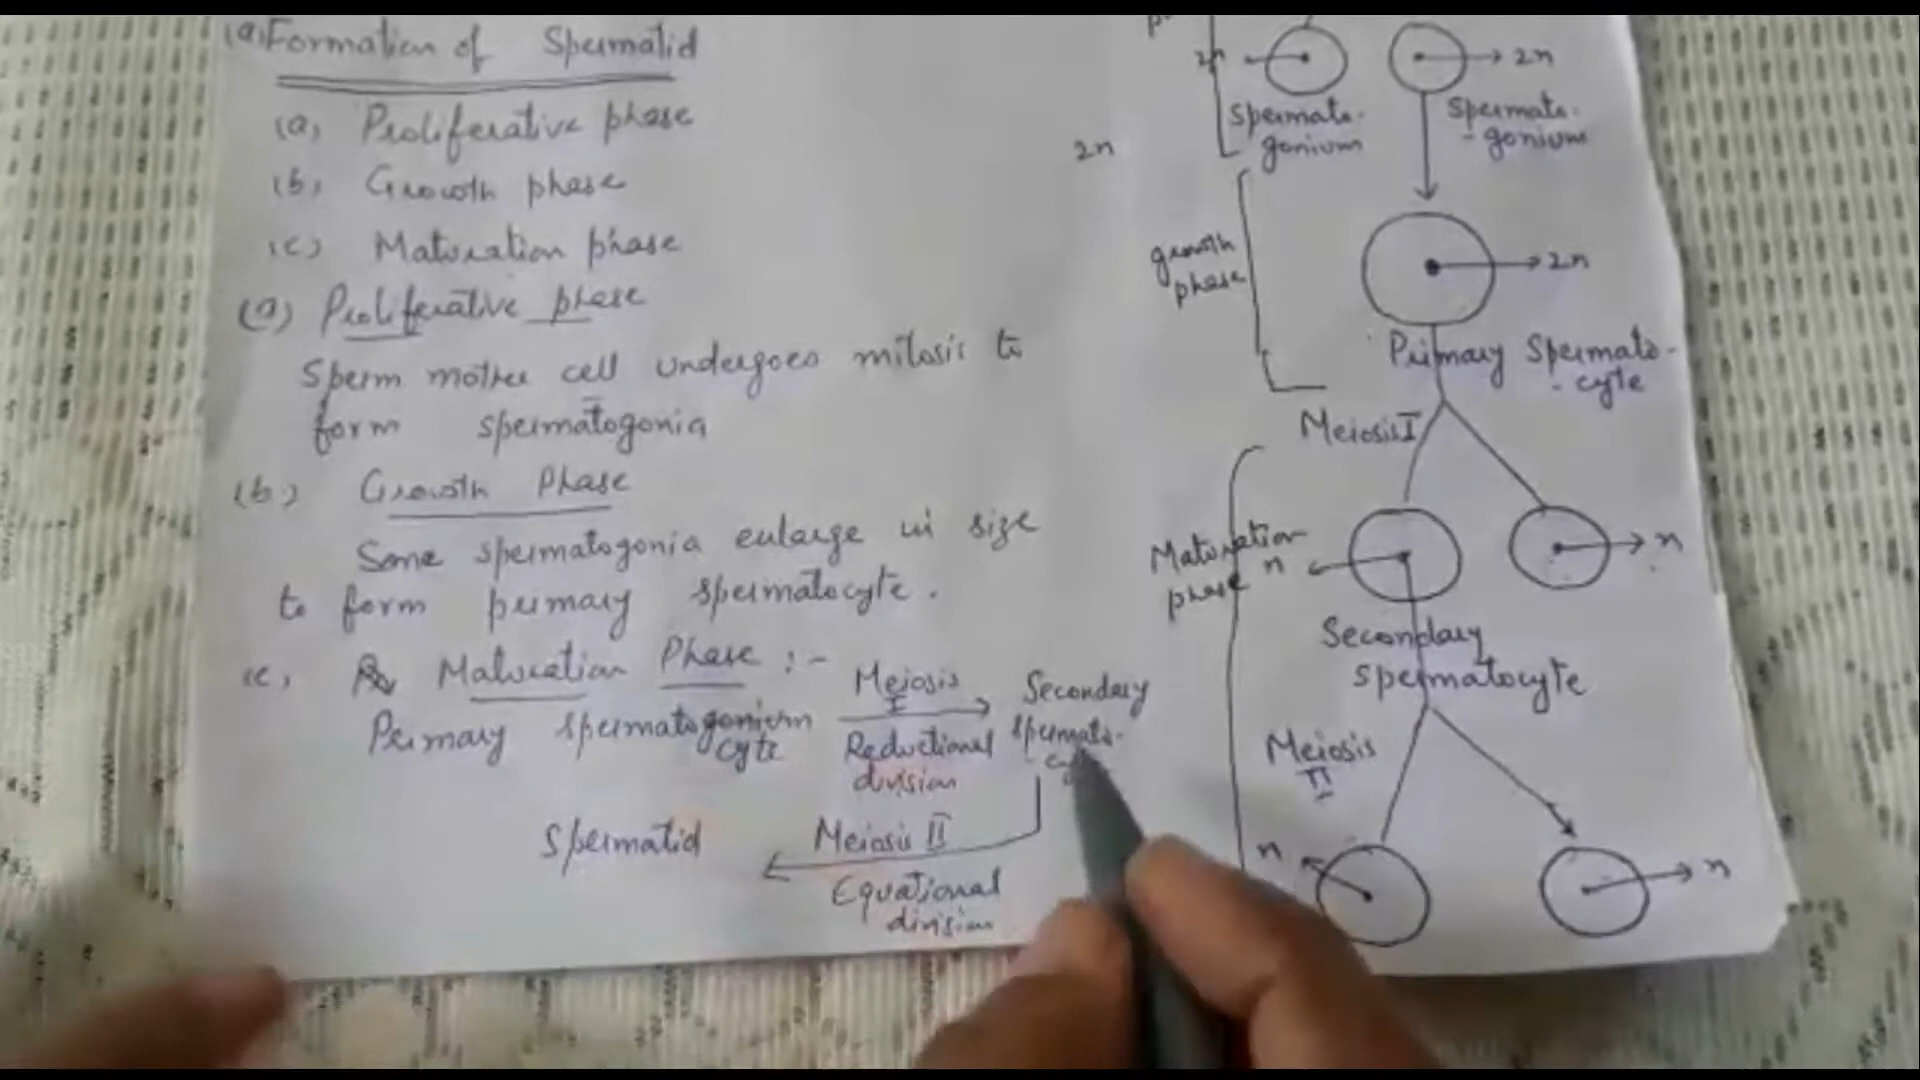 (a) Formation of Spermatid
(a) Proliferative phase
(b) Growth phase
(c) Maturation phase
(a) Proliferative phase
Sperm mother cell undergoes mitosis to
form spermatogonia
(b) Growth Phase
Some spermatogonia enlarge in size
to form primary spermatocyte.
(c) Maturation Phase :-
Primary spermatogonium
cyte
Meiosis
I
Reductional
division
Secondary
spermato-
Meiosis II
Equational
division
Spermatid
2n
2n
2n
Spermato-
gonium
Spermato-
-gonium
growth
phase
2n
Primary Spermato-
-cyte
Meiosis I
Maturation
phase
n
n
Secondary
spermatocyte
Meiosis
II
n
n